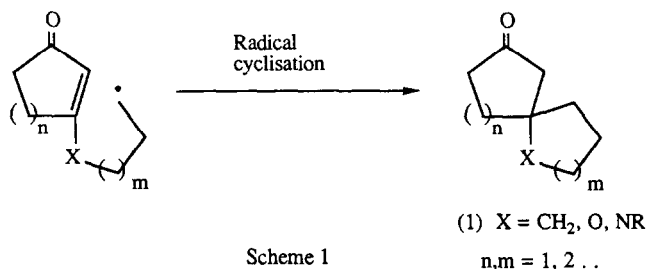 O
O
Radical
cyclisation
( )n
( )n
X
( )m
X
( )m
(1) X = CH₂, O, NR
Scheme 1
n,m = 1, 2 . .